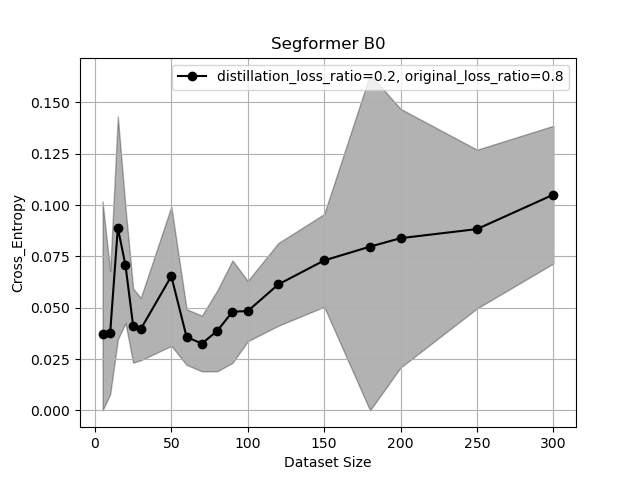 Segformer B0
distillation_loss_ratio=0.2, original_loss_ratio=0.8
Cross_Entropy
0.150
0.125
0.100
0.075
0.050
0.025
0.000
0 50 100 150 200 250 300
Dataset Size